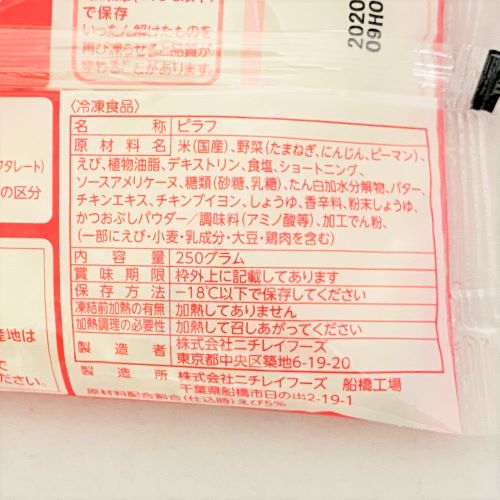 で保存
いったん解けたものを
再び凍らせると品質が
変わることがあります。
2020
09H0
〈冷凍食品〉
名称 ピラフ
原材料名 米(国産)、野菜(たまねぎ、にんじん、ピーマン)、
えび、植物油脂、デキストリン、食塩、ショートニング、
ソースアメリケーヌ、糖類(砂糖、乳糖)、たん白加水分解物、バター、
チキンエキス、チキンブイヨン、しょうゆ、香辛料、粉末しょうゆ、
かつおぶしパウダー/調味料(アミノ酸等)、加工でん粉、
(一部にえび・小麦・乳成分・大豆・鶏肉を含む)
内容量 250グラム
賞味期限 枠外上に記載してあります
保存方法 −18℃以下で保存してください
凍結前加熱の有無 加熱してありません
加熱調理の必要性 加熱して召しあがってください
製造者 株式会社ニチレイフーズ
東京都中央区築地6-19-20
製造所 株式会社ニチレイフーズ 船橋工場
千葉県船橋市日の出2-19-1
原材料配合割合(仕込時)えび5%
フタレート)
の区分
産地は
て
ださい。